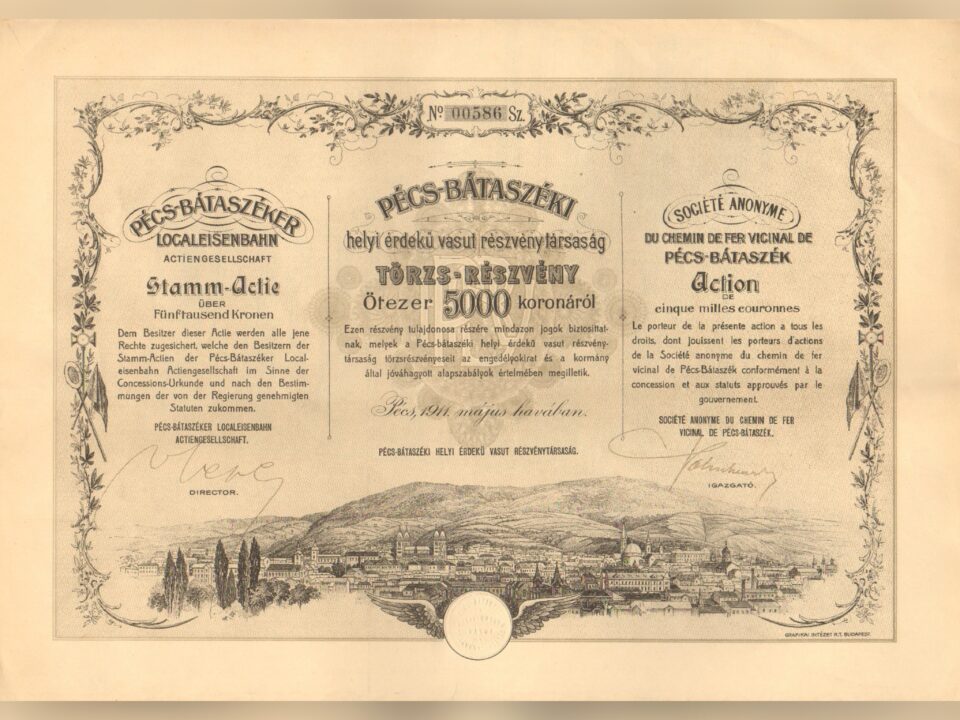 No 00586 Sz.
PÉCS-BÁTASZÉKER
LOCALEISENBAHN
ACTIENGESELLSCHAFT
Stamm-Actie
ÜBER
Fünftausend Kronen
Dem Besitzer dieser Actie werden alle jene
Rechte zugesichert, welche den Besitzern der
Stamm-Actien der Pécs-Bátaszéker Local-
eisenbahn Actiengesellschaft im Sinne der
Concessions-Urkunde und nach den Bestim-
mungen der von der Regierung genehmigten
Statuten zukommen.
PÉCS-BÁTASZÉKER LOCALEISENBAHN
ACTIENGESELLSCHAFT.
DIRECTOR.
PÉCS-BÁTASZÉKI
helyi érdekű vasut részvénytársaság
TÖRZS-RÉSZVÉNY
Ötezer 5000 koronáról
Ezen részvény tulajdonosa részére mindazon jogok biztosittat-
nak, melyek a Pécs-bátaszéki helyi érdekű vasut részvény-
társaság törzsrészvényeseit az engedélyokirat és a kormány
által jóváhagyott alapszabályok értelmében megilletik.
Pécs, 1911. május havában.
PÉCS-BÁTASZÉKI HELYI ÉRDEKŰ VASUT RÉSZVÉNYTÁRSASÁG.
SOCIÉTÉ ANONYME
DU CHEMIN DE FER VICINAL DE
PÉCS-BÁTASZÉK
Action
DE
cinque milles couronnes
Le porteur de la présente action a tous les
droits, dont jouissent les porteurs d'actions
de la Société anonyme du chemin de fer
vicinal de Pécs-Bátaszék conformément à la
concession et aux statuts approuvés par le
gouvernement.
SOCIÉTÉ ANONYME DU CHEMIN DE FER
VICINAL DE PÉCS-BÁTASZÉK.
IGAZGATÓ.
GRAFIKAI INTÉZET R.T. BUDAPEST.